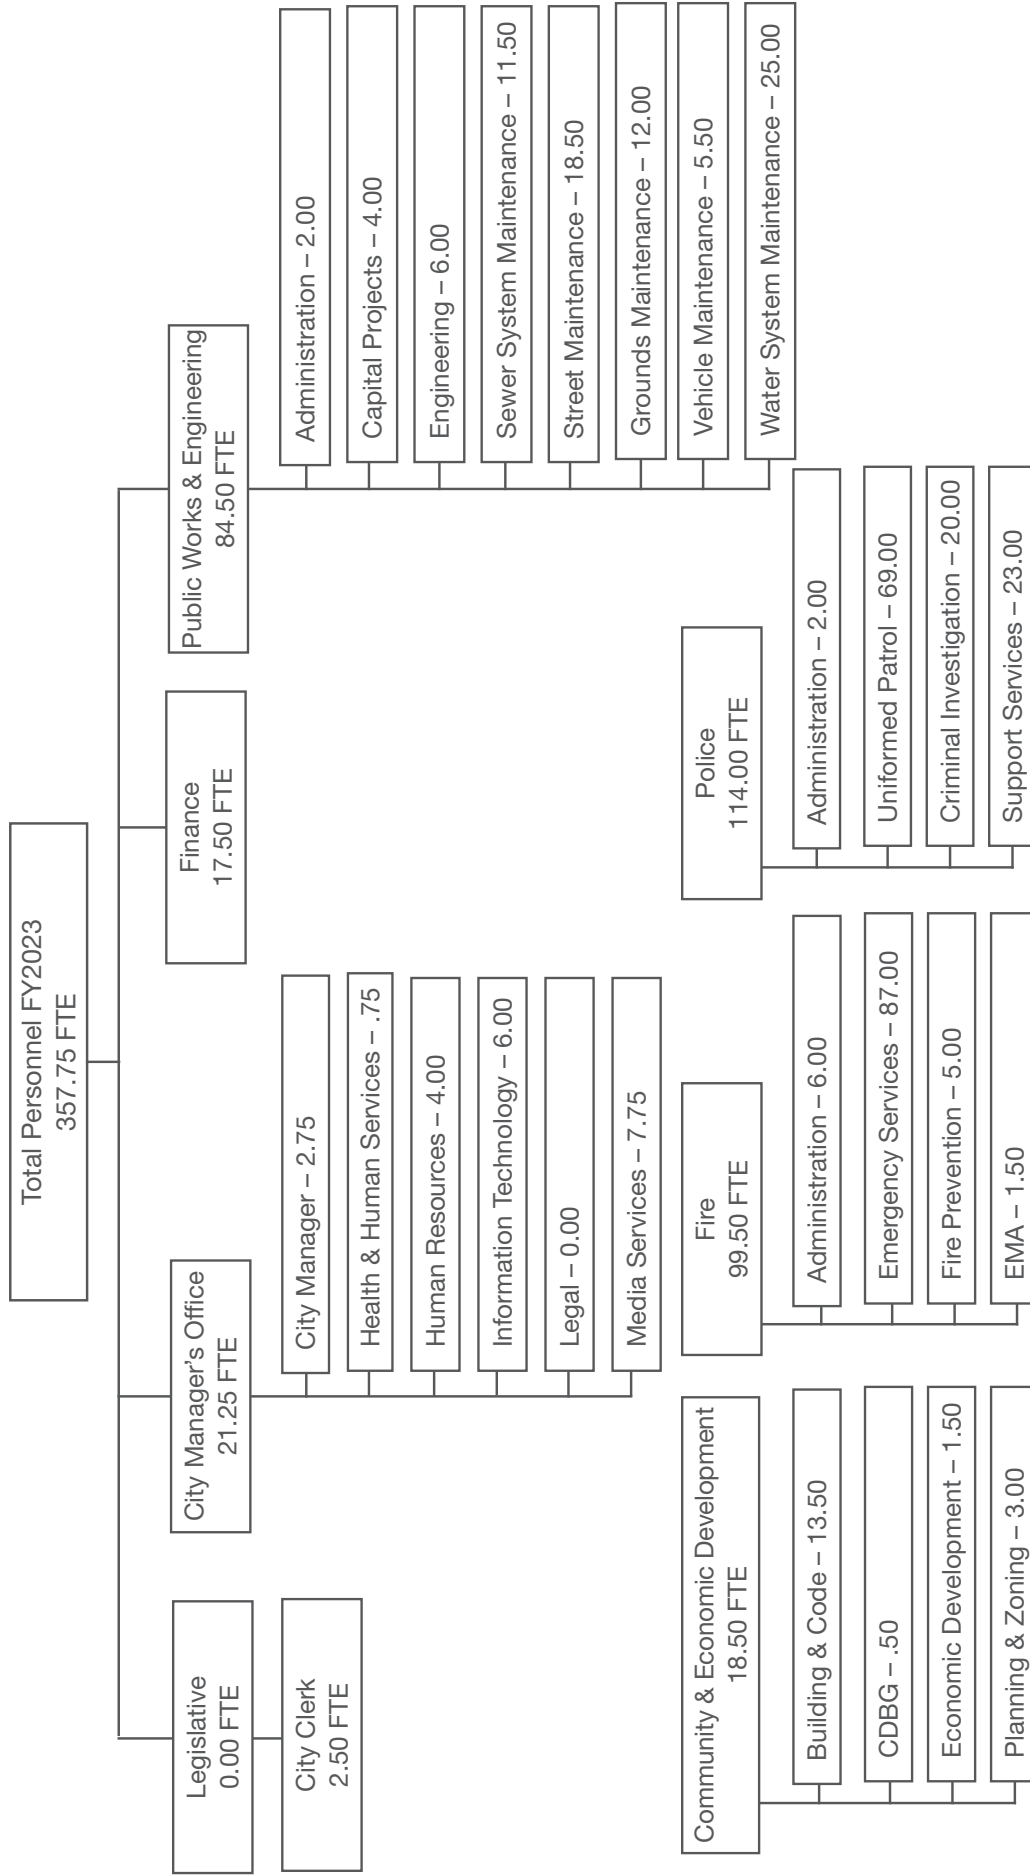 Total Personnel FY2023
357.75 FTE
Legislative
0.00 FTE
City Clerk
2.50 FTE
City Manager's Office
21.25 FTE
City Manager – 2.75
Health & Human Services – .75
Human Resources – 4.00
Information Technology – 6.00
Legal – 0.00
Media Services – 7.75
Finance
17.50 FTE
Public Works & Engineering
84.50 FTE
Administration – 2.00
Capital Projects – 4.00
Engineering – 6.00
Sewer System Maintenance – 11.50
Street Maintenance – 18.50
Grounds Maintenance – 12.00
Vehicle Maintenance – 5.50
Water System Maintenance – 25.00
Community & Economic Development
18.50 FTE
Building & Code – 13.50
CDBG – .50
Economic Development – 1.50
Planning & Zoning – 3.00
Fire
99.50 FTE
Administration – 6.00
Emergency Services – 87.00
Fire Prevention – 5.00
EMA – 1.50
Police
114.00 FTE
Administration – 2.00
Uniformed Patrol – 69.00
Criminal Investigation – 20.00
Support Services – 23.00